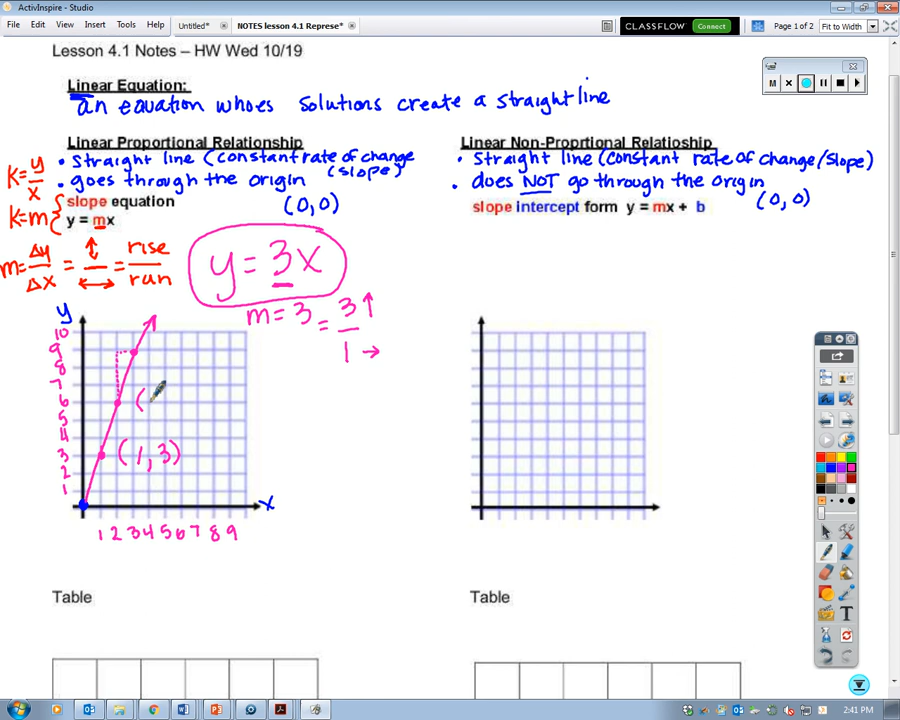 ActivInspire - Studio
File Edit View Insert Tools Help
Untitled*
NOTES lesson 4.1 Represe*
CLASSFLOW Connect
Page 1 of 2
Fit to Width
Lesson 4.1 Notes – HW Wed 10/19
Linear Equation:
an equation whoes solutions create a straight line
Linear Proportional Relationship
• Straight line (constant rate of change
(slope)
• goes through the origin
(0,0)
k = y/x
k = m {
slope equation
y = mx
m = Δy/Δx = ↕/↔ = rise/run
y = 3x
m = 3 = 3↑/1→
y
10
9
8
7
6
5
4
3
2
1
(
(1,3)
x
1 2 3 4 5 6 7 8 9
Table
Linear Non-Proprtional Relatioship
• Straight line (constant rate of change/(slope)
• does NOT go through the origin
(0,0)
slope intercept form y = mx + b
Table
M
T
2:41 PM